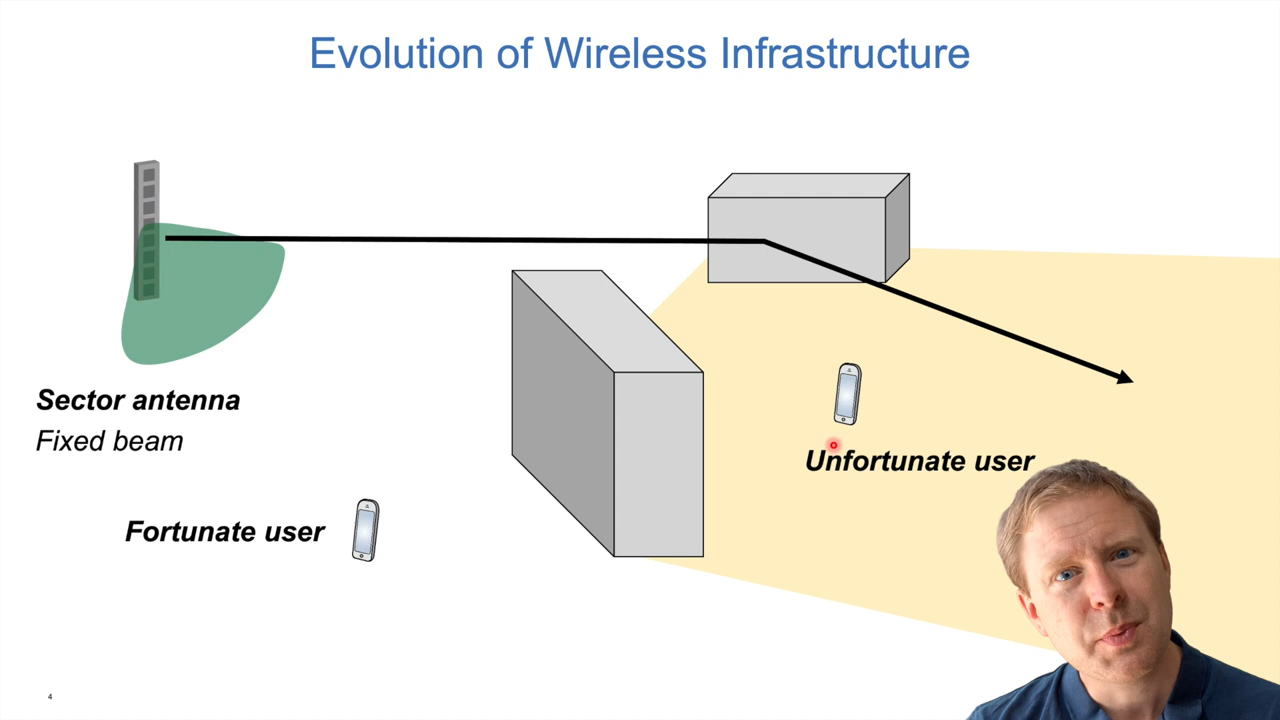 Evolution of Wireless Infrastructure
Sector antenna
Fixed beam
Unfortunate user
Fortunate user
4